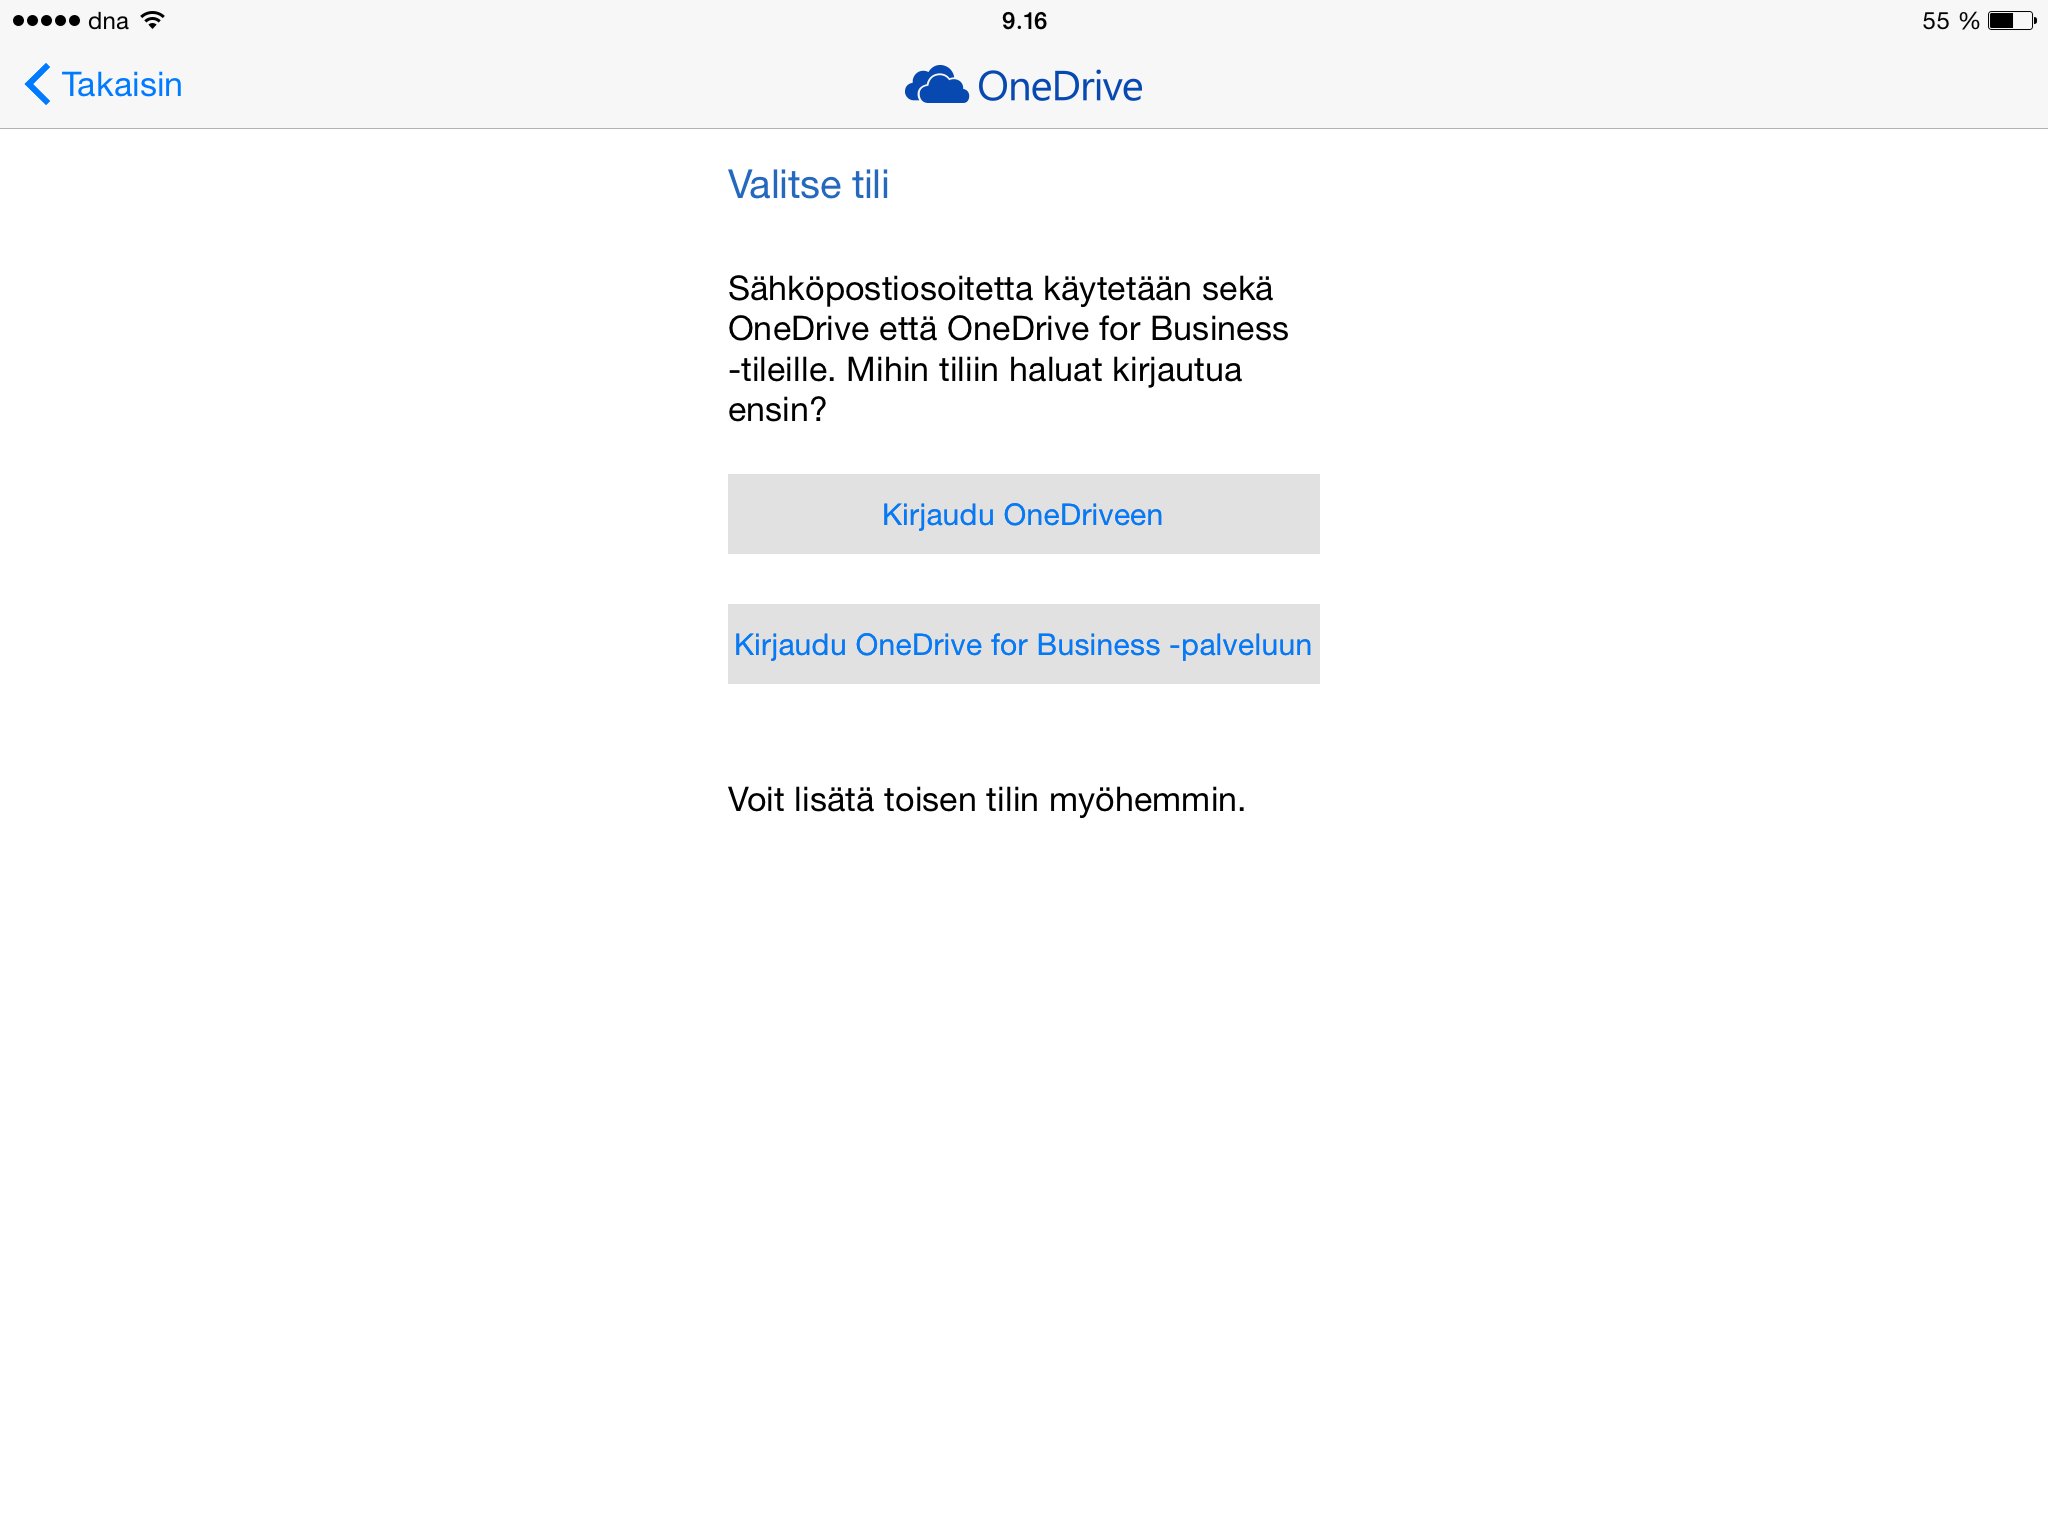 dna 9.16 55 %
Takaisin OneDrive
Valitse tili
Sähköpostiosoitetta käytetään sekä
OneDrive että OneDrive for Business
-tileille. Mihin tiliin haluat kirjautua
ensin?
Kirjaudu OneDriveen
Kirjaudu OneDrive for Business -palveluun
Voit lisätä toisen tilin myöhemmin.